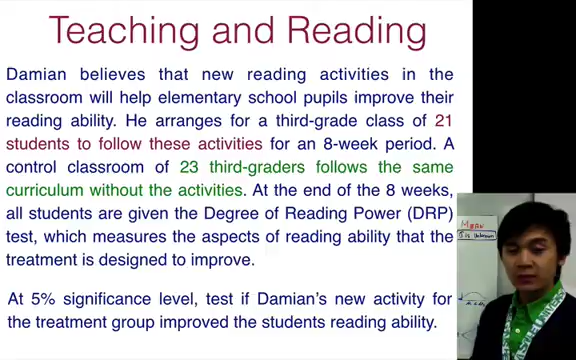 Teaching and Reading
Damian believes that new reading activities in the
classroom will help elementary school pupils improve their
reading ability. He arranges for a third-grade class of 21
students to follow these activities for an 8-week period. A
control classroom of 23 third-graders follows the same
curriculum without the activities. At the end of the 8 weeks,
all students are given the Degree of Reading Power (DRP)
test, which measures the aspects of reading ability that the
treatment is designed to improve.
At 5% significance level, test if Damian's new activity for
the treatment group improved the students reading ability.
MEAN
is Unknown